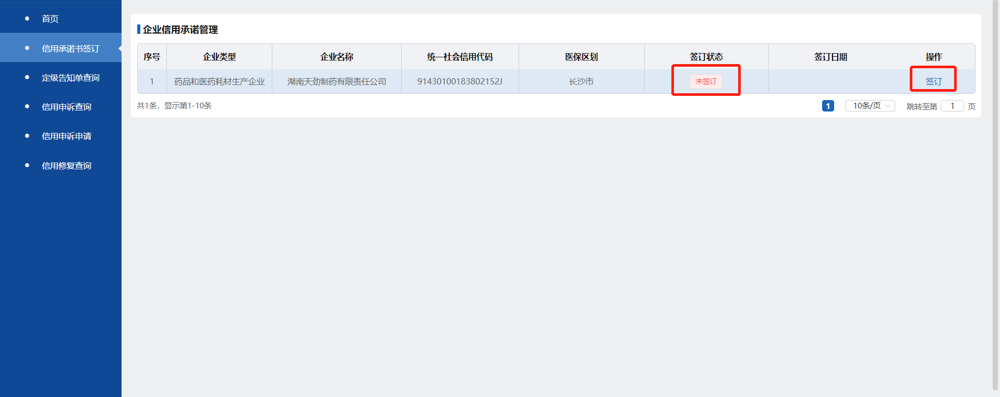 首页
信用承诺书签订
定级告知单查询
信用申诉查询
信用申诉申请
信用修复查询
企业信用承诺管理
序号 企业类型 企业名称 统一社会信用代码 医保区划 签订状态 签订日期 操作
1 药品和医药耗材生产企业 湖南天劲制药有限责任公司 91430100183802152J 长沙市 未签订 签订
共1条，显示第1-10条 1 10条/页 跳转至第 1 页